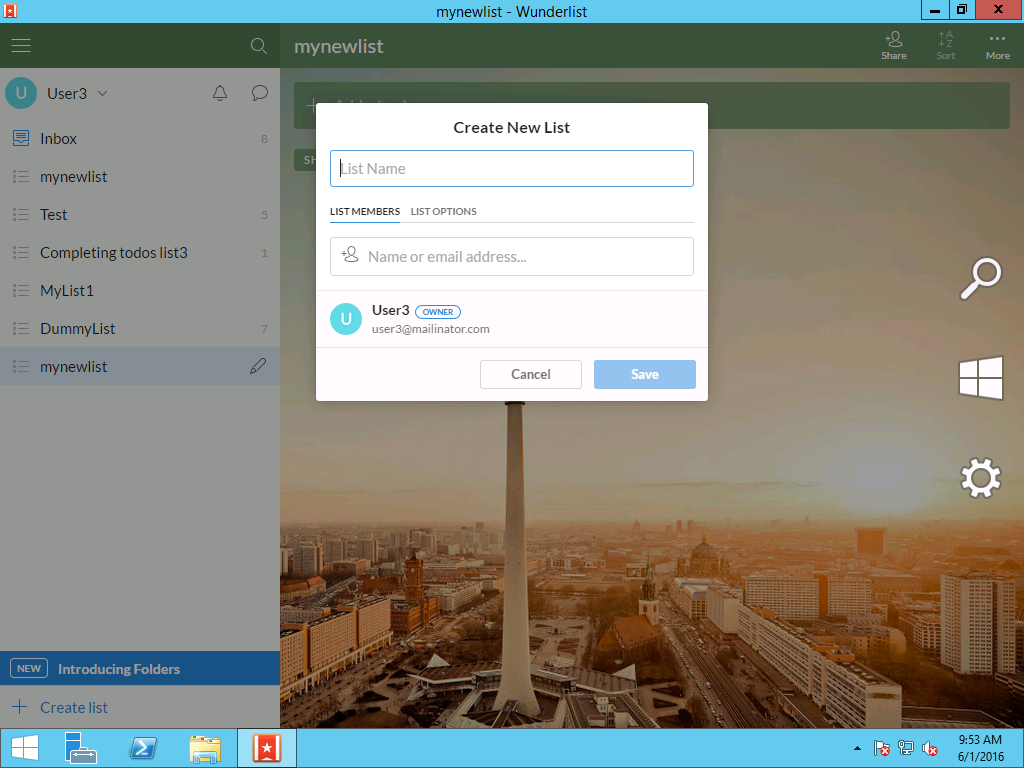 mynewlist - Wunderlist
mynewlist
Share
Sort
More
U
User3
Inbox 8
mynewlist
Test 5
Completing todos list3 1
MyList1
DummyList 7
mynewlist
NEW Introducing Folders
Create list
Create New List
List Name
LIST MEMBERS LIST OPTIONS
Name or email address...
U
User3 OWNER
user3@mailinator.com
Cancel Save
9:53 AM
6/1/2016